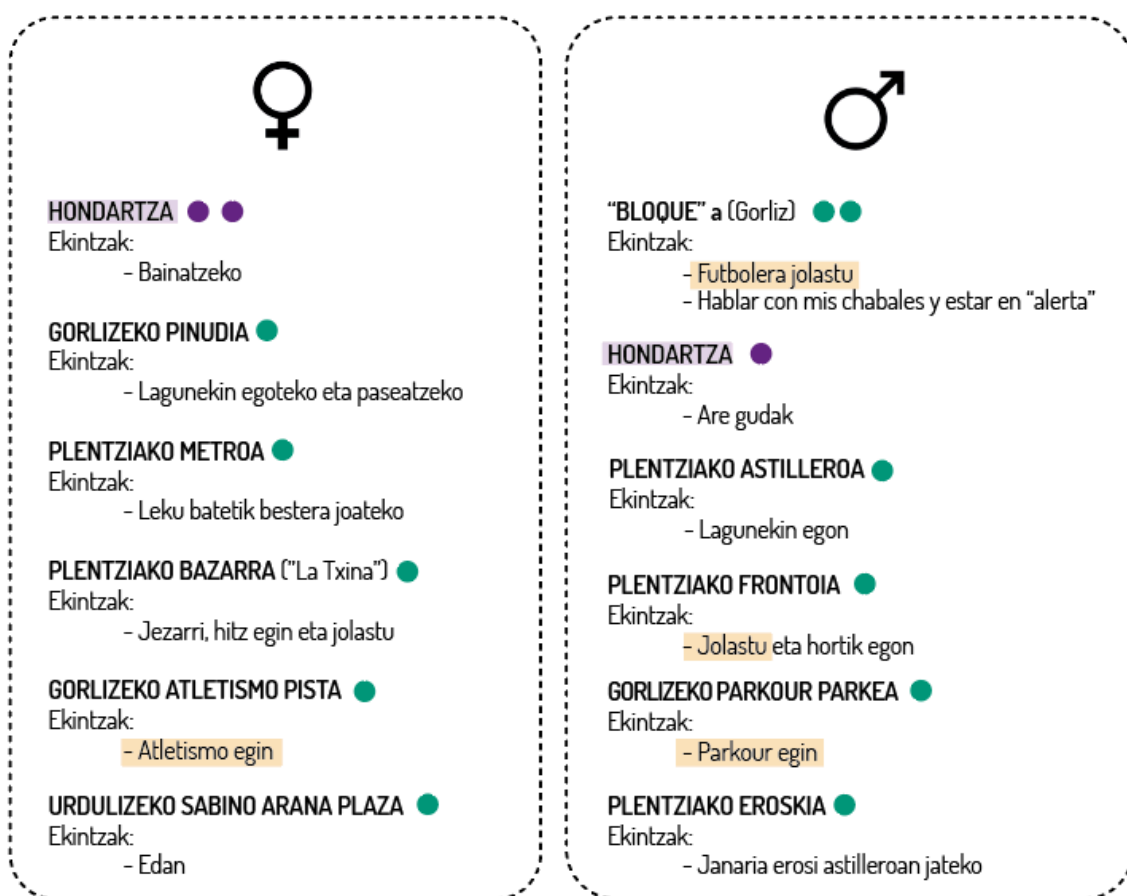 HONDARTZA
Ekintzak:
- Bainatzeko
GORLIZEKO PINUDIA
Ekintzak:
- Lagunekin egoteko eta paseatzeko
PLENTZIAKO METROA
Ekintzak:
- Leku batetik bestera joateko
PLENTZIAKO BAZARRA ("La Txina")
Ekintzak:
- Jezarri, hitz egin eta jolastu
GORLIZEKO ATLETISMO PISTA
Ekintzak:
- Atletismo egin
URDULIZEKO SABINO ARANA PLAZA
Ekintzak:
- Edan
"BLOQUE" a (Gorliz)
Ekintzak:
- Futbolera jolastu
- Hablar con mis chabales y estar en "alerta"
HONDARTZA
Ekintzak:
- Are gudak
PLENTZIAKO ASTILLEROA
Ekintzak:
- Lagunekin egon
PLENTZIAKO FRONTOIA
Ekintzak:
- Jolastu eta hortik egon
GORLIZEKO PARKOUR PARKEA
Ekintzak:
- Parkour egin
PLENTZIAKO EROSKIA
Ekintzak:
- Janaria erosi astilleroan jateko